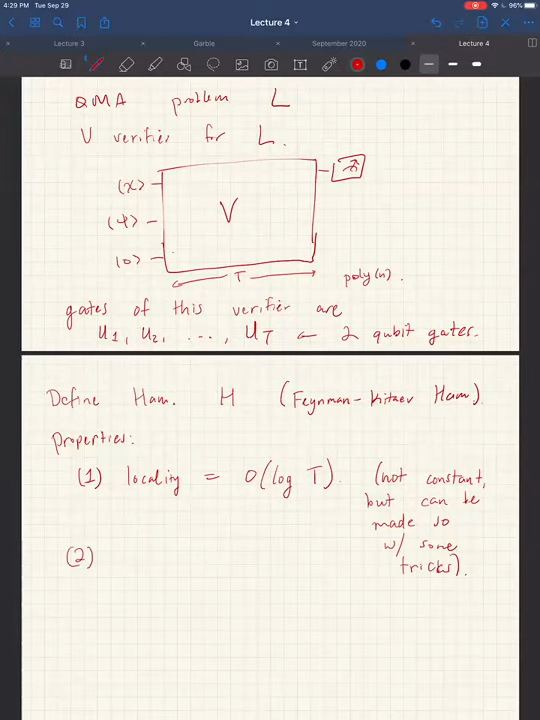 4:29 PM Tue Sep 29
96%
Lecture 4
Lecture 3
Garbie
September 2020
Lecture 4
QMA problem L
V verifier for L.
|x⟩
|ψ⟩
|0⟩
V
T
poly(n).
gates of this verifier are
U1, U2, ..., UT ← 2 qubit gates.
Define Ham. H (Feynman-Kitaev Ham).
Properties:
(1) locality = O(log T). (not constant,
but can be
made so
w/ some
tricks).
(2)